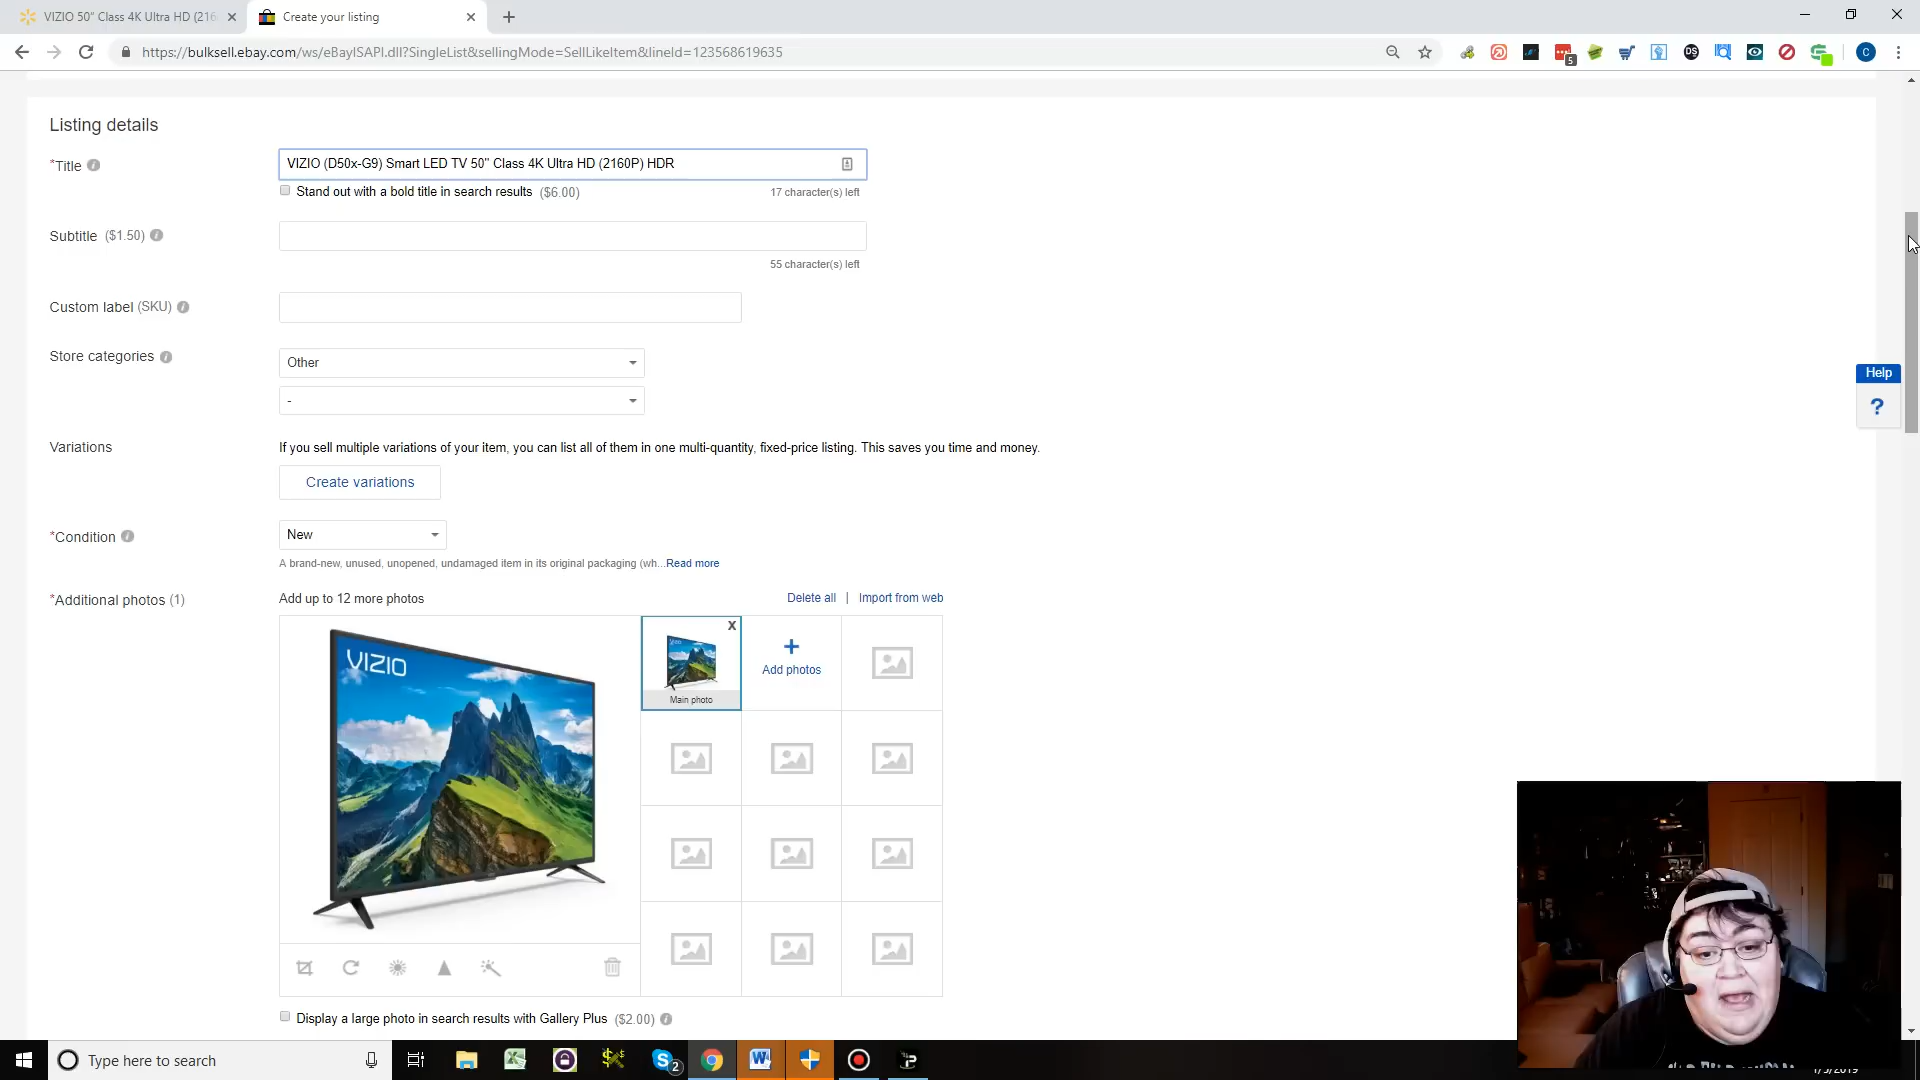 VIZIO 50" Class 4K Ultra HD (216
Create your listing
https://bulksell.ebay.com/ws/eBayISAPI.dll?SingleList&sellingMode=SellLikeItem&lineId=123568619635
5
DS
C
Listing details
*Title
VIZIO (D50x-G9) Smart LED TV 50" Class 4K Ultra HD (2160P) HDR
Stand out with a bold title in search results ($6.00)
17 character(s) left
Subtitle ($1.50)
55 character(s) left
Custom label (SKU)
Store categories
Other
-
Help
?
Variations
If you sell multiple variations of your item, you can list all of them in one multi-quantity, fixed-price listing. This saves you time and money.
Create variations
*Condition
New
A brand-new, unused, unopened, undamaged item in its original packaging (wh...Read more
*Additional photos (1)
Add up to 12 more photos
Delete all | Import from web
VIZIO
X
Main photo
+
Add photos
Display a large photo in search results with Gallery Plus ($2.00)
Type here to search
2